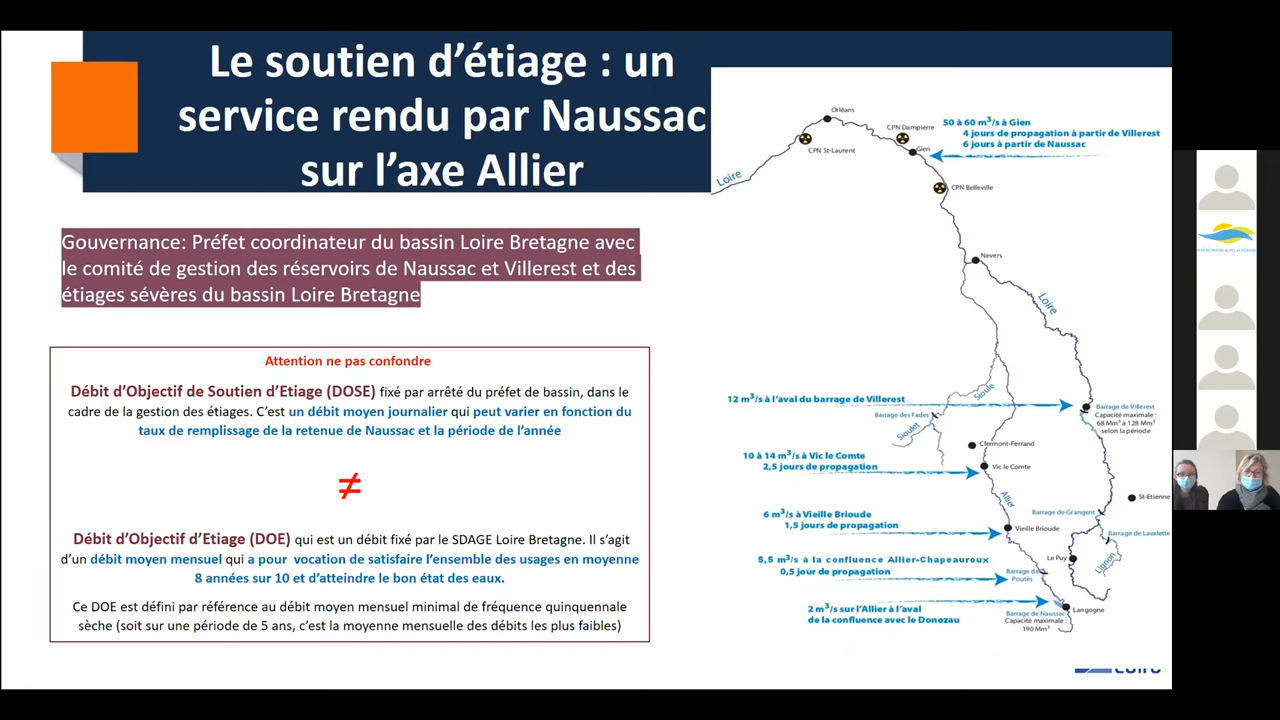 Le soutien d'étiage : un
service rendu par Naussac
sur l'axe Allier
Gouvernance: Préfet coordinateur du bassin Loire Bretagne avec
le comité de gestion des réservoirs de Naussac et Villerest et des
étiages sévères du bassin Loire Bretagne
Attention ne pas confondre
Débit d'Objectif de Soutien d'Etiage (DOSE) fixé par arrêté du préfet de bassin, dans le
cadre de la gestion des étiages. C'est un débit moyen journalier qui peut varier en fonction du
taux de remplissage de la retenue de Naussac et la période de l'année
≠
Débit d'Objectif d'Etiage (DOE) qui est un débit fixé par le SDAGE Loire Bretagne. Il s'agit
d'un débit moyen mensuel qui a pour vocation de satisfaire l'ensemble des usages en moyenne
8 années sur 10 et d'atteindre le bon état des eaux.
Ce DOE est défini par référence au débit moyen mensuel minimal de fréquence quinquennale
sèche (soit sur une période de 5 ans, c'est la moyenne mensuelle des débits les plus faibles)
Orléans
CPN St-Laurent
CPN Dampierre
Gien
50 à 60 m³/s à Gien
4 jours de propagation à partir de Villerest
6 jours à partir de Naussac
Loire
CPN Belleville
Nevers
Loire
Sioule
12 m³/s à l'aval du barrage de Villerest
Barrage de Villerest
Capacité maximale :
68 Mm³ à 128 Mm³
selon la période
Barrage des Fades
Sioulet
Clermont-Ferrand
10 à 14 m³/s à Vic le Comte
2,5 jours de propagation
Vic le Comte
Allier
St-Etienne
6 m³/s à Vieille Brioude
1,5 jours de propagation
Vieille Brioude
Barrage de Grangent
Barrage de Lavalette
Lignon
Le Puy
5,5 m³/s à la confluence Allier-Chapeauroux
0,5 jour de propagation
Barrage de
Poutès
2 m³/s sur l'Allier à l'aval
de la confluence avec le Donozau
Langogne
Barrage de Naussac
Capacité maximale :
190 Mm³